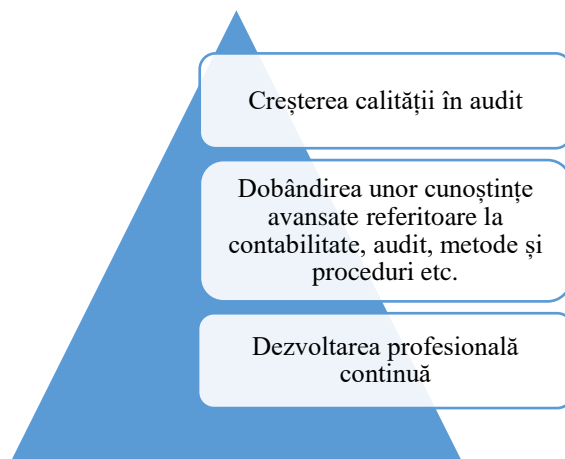 Creșterea calității în audit
Dobândirea unor cunoștințe
avansate referitoare la
contabilitate, audit, metode și
proceduri etc.
Dezvoltarea profesională
continuă